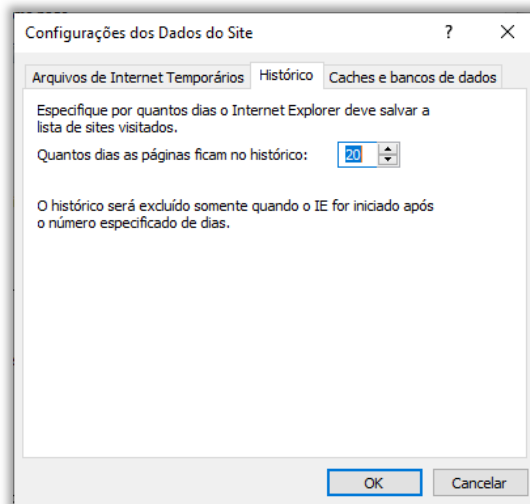 Configurações dos Dados do Site
Arquivos de Internet Temporários Histórico Caches e bancos de dados
Especifique por quantos dias o Internet Explorer deve salvar a
lista de sites visitados.
Quantos dias as páginas ficam no histórico: 20
O histórico será excluído somente quando o IE for iniciado após
o número especificado de dias.
OK Cancelar